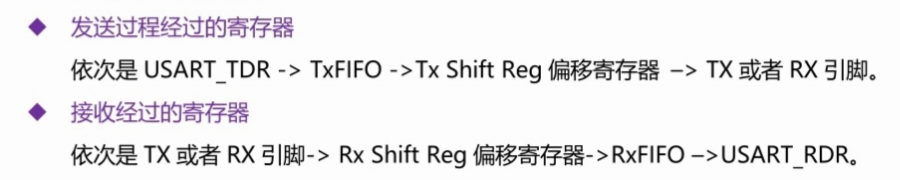 ◆ 发送过程经过的寄存器
依次是 USART_TDR -> TxFIFO ->Tx Shift Reg 偏移寄存器 –> TX 或者 RX 引脚。
◆ 接收经过的寄存器
依次是 TX 或者 RX 引脚-> Rx Shift Reg 偏移寄存器->RxFIFO –>USART_RDR。